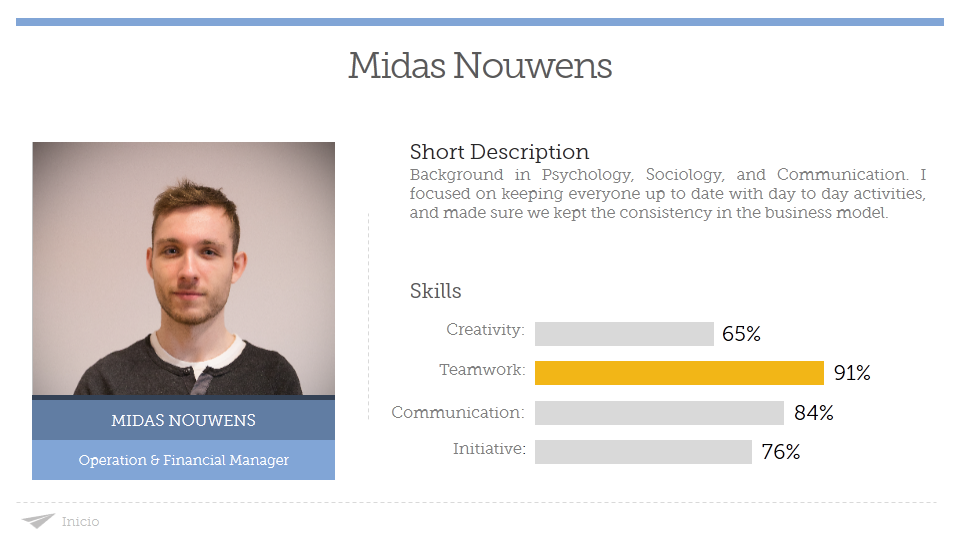 Midas Nouwens
Short Description
Background in Psychology, Sociology, and Communication. I
focused on keeping everyone up to date with day to day activities,
and made sure we kept the consistency in the business model.
Skills
Creativity: 65%
Teamwork: 91%
Communication: 84%
Initiative: 76%
MIDAS NOUWENS
Operation & Financial Manager
Inicio